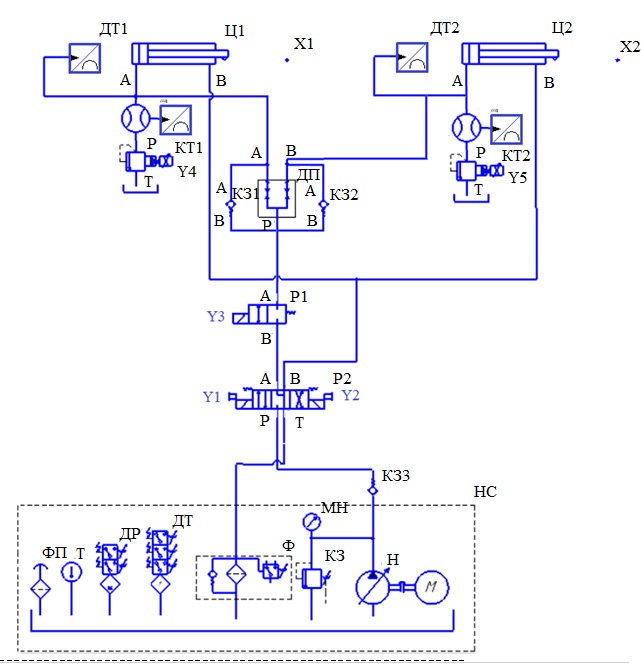 ДТ1 Ц1 Х1 ДТ2 Ц2 Х2
А В А В
Р КТ1 Р КТ2
Т Y4 Т Y5
А В
А КЗ1 ДП А КЗ2
В Р В
А Р1
Y3
В
А В Р2
Y1 Y2
Р Т
КЗ3
НС
МН
ФП Т ДР ДТ Ф КЗ Н
М